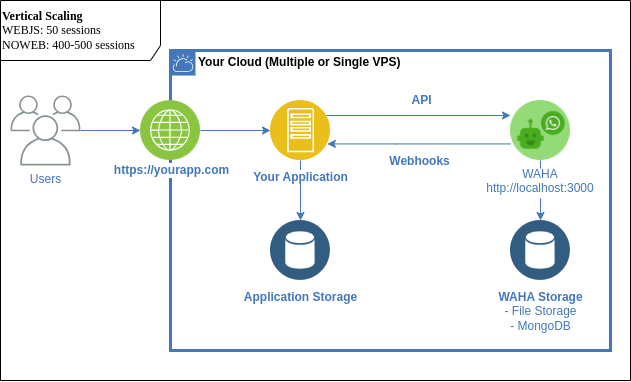 Vertical Scaling
WEBJS: 50 sessions
NOWEB: 400-500 sessions
Your Cloud (Multiple or Single VPS)
API
Webhooks
Users
https://yourapp.com
Your Application
WAHA
http://localhost:3000
Application Storage
WAHA Storage
- File Storage
- MongoDB